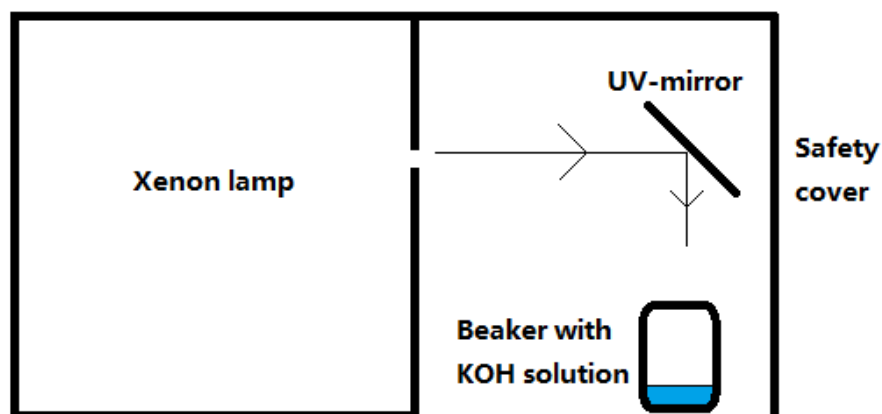 UV-mirror
Xenon lamp
Safety
cover
Beaker with
KOH solution